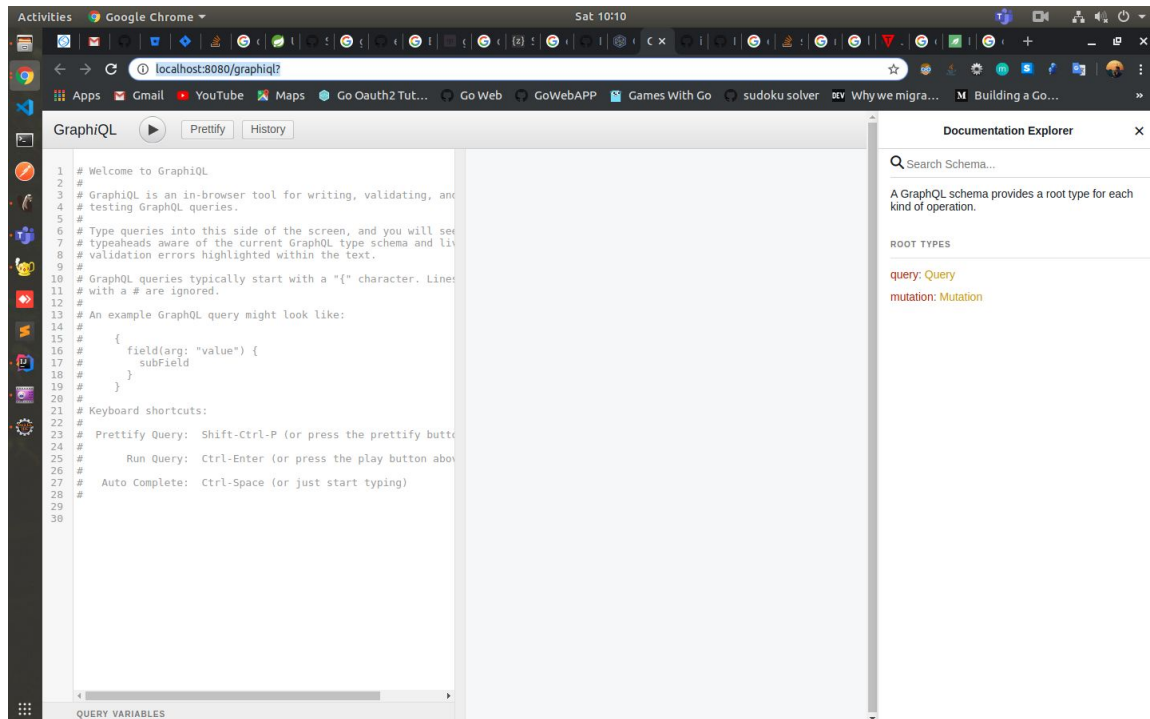 Activities Google Chrome Sat 10:10
localhost:8080/graphiql?
Apps Gmail YouTube Maps Go Oauth2 Tut... Go Web GoWebAPP Games With Go sudoku solver DEV Why we migra... M Building a Go... »
GraphiQL Prettify History
1 # Welcome to GraphiQL
2 #
3 # GraphiQL is an in-browser tool for writing, validating, and
4 # testing GraphQL queries.
5 #
6 # Type queries into this side of the screen, and you will see
7 # typeaheads aware of the current GraphQL type schema and liv
8 # validation errors highlighted within the text.
9 #
10 # GraphQL queries typically start with a "{" character. Lines
11 # with a # are ignored.
12 #
13 # An example GraphQL query might look like:
14 #
15 #     {
16 #       field(arg: "value") {
17 #         subField
18 #       }
19 #     }
20 #
21 # Keyboard shortcuts:
22 #
23 #  Prettify Query:  Shift-Ctrl-P (or press the prettify butto
24 #
25 #       Run Query:  Ctrl-Enter (or press the play button abov
26 #
27 #   Auto Complete:  Ctrl-Space (or just start typing)
28 #
29
30
QUERY VARIABLES
Documentation Explorer
Search Schema...
A GraphQL schema provides a root type for each
kind of operation.
ROOT TYPES
query: Query
mutation: Mutation